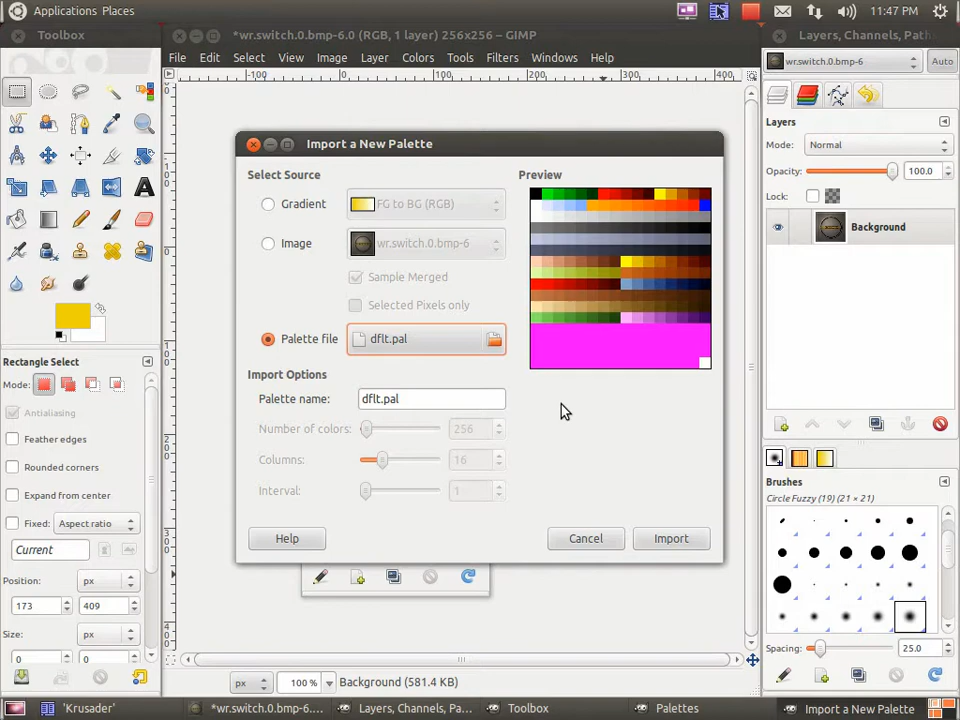 Applications Places
11:47 PM
Toolbox
*wr.switch.0.bmp-6.0 (RGB, 1 layer) 256x256 – GIMP
Layers, Channels, Path
File Edit Select View Image Layer Colors Tools Filters Windows Help
wr.switch.0.bmp-6
Auto
-100 0 100 200 300 400
Layers
Mode: Normal
Opacity: 100.0
Lock:
Background
Import a New Palette
Select Source
Preview
Gradient
FG to BG (RGB)
Image
wr.switch.0.bmp-6
Sample Merged
Selected Pixels only
Palette file
dflt.pal
Import Options
Palette name: dflt.pal
Number of colors: 256
Columns: 16
Interval: 1
Help
Cancel
Import
Rectangle Select
Mode:
Antialiasing
Feather edges
Rounded corners
Expand from center
Fixed: Aspect ratio
Current
Position: px
173 409
Size: px
0 0
Brushes
Circle Fuzzy (19) (21 × 21)
Spacing: 25.0
px 100 % Background (581.4 KB)
'Krusader'
*wr.switch.0.bmp-6....
Layers, Channels, Pa...
Toolbox
Palettes
Import a New Palette